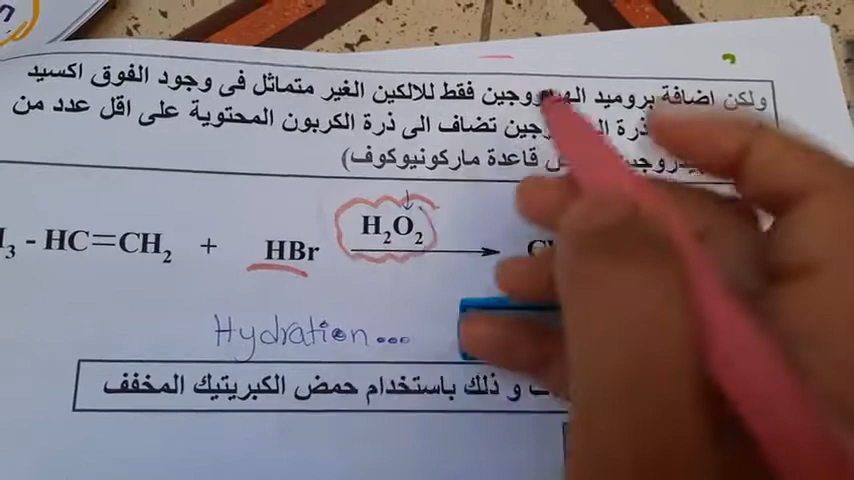 ولكن اضافة بروميد الهيدروجين فقط للالكين الغير متماثل فى وجود الفوق اكسيد
ذرة تضاف الى ذرة الكربون المحتوية على اقل عدد من
قاعدة ماركونيوكوف)
- HC=CH₂ + HBr H₂O₂
Hydration...
و ذلك باستخدام حمض الكبريتيك المخفف